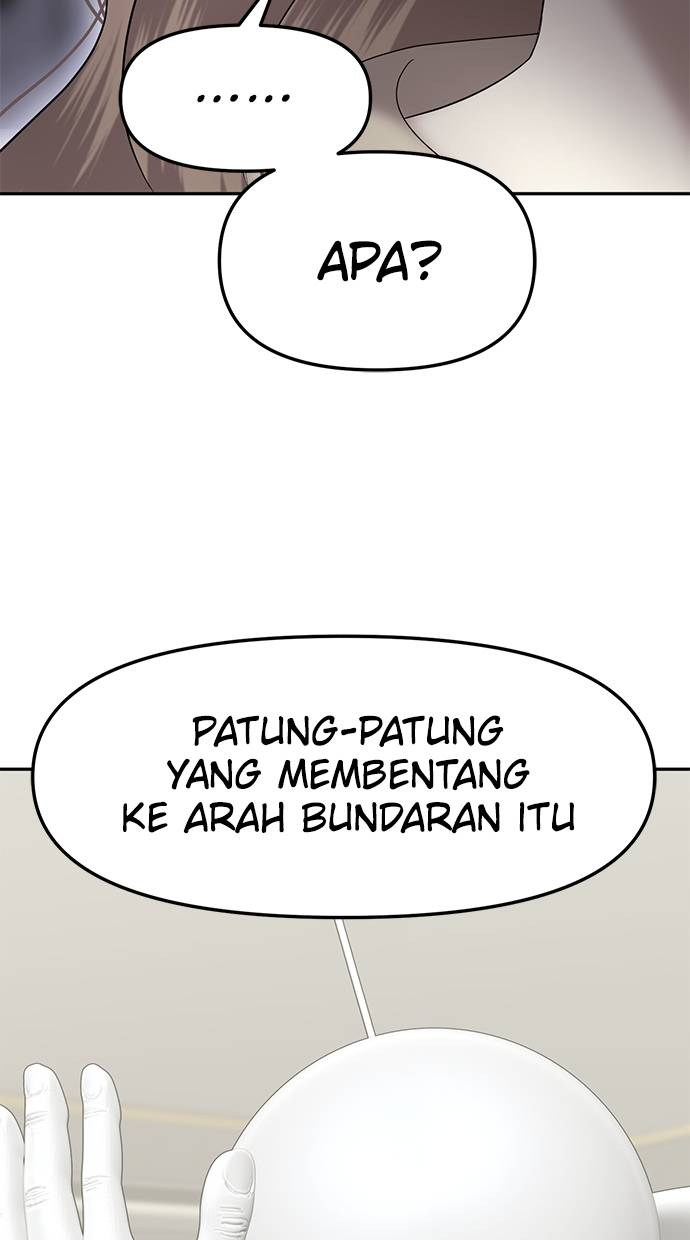 ......
APA?
PATUNG-PATUNG
YANG MEMBENTANG
KE ARAH BUNDARAN ITU